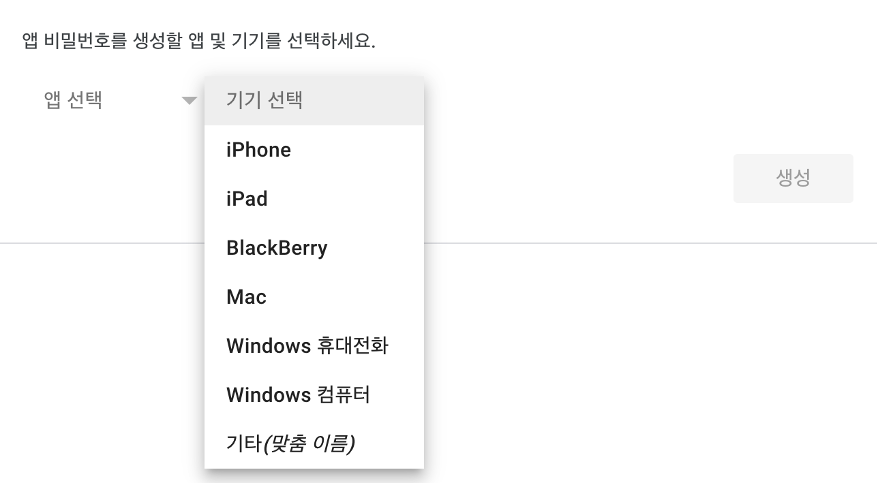 앱 비밀번호를 생성할 앱 및 기기를 선택하세요.
앱 선택
기기 선택
iPhone
iPad
BlackBerry
Mac
Windows 휴대전화
Windows 컴퓨터
기타(맞춤 이름)
생성